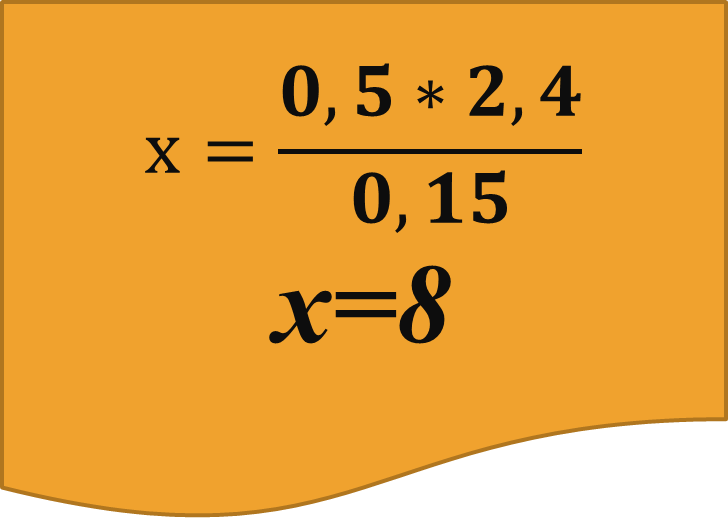 x = 0, 5 * 2, 4
0, 15
x=8